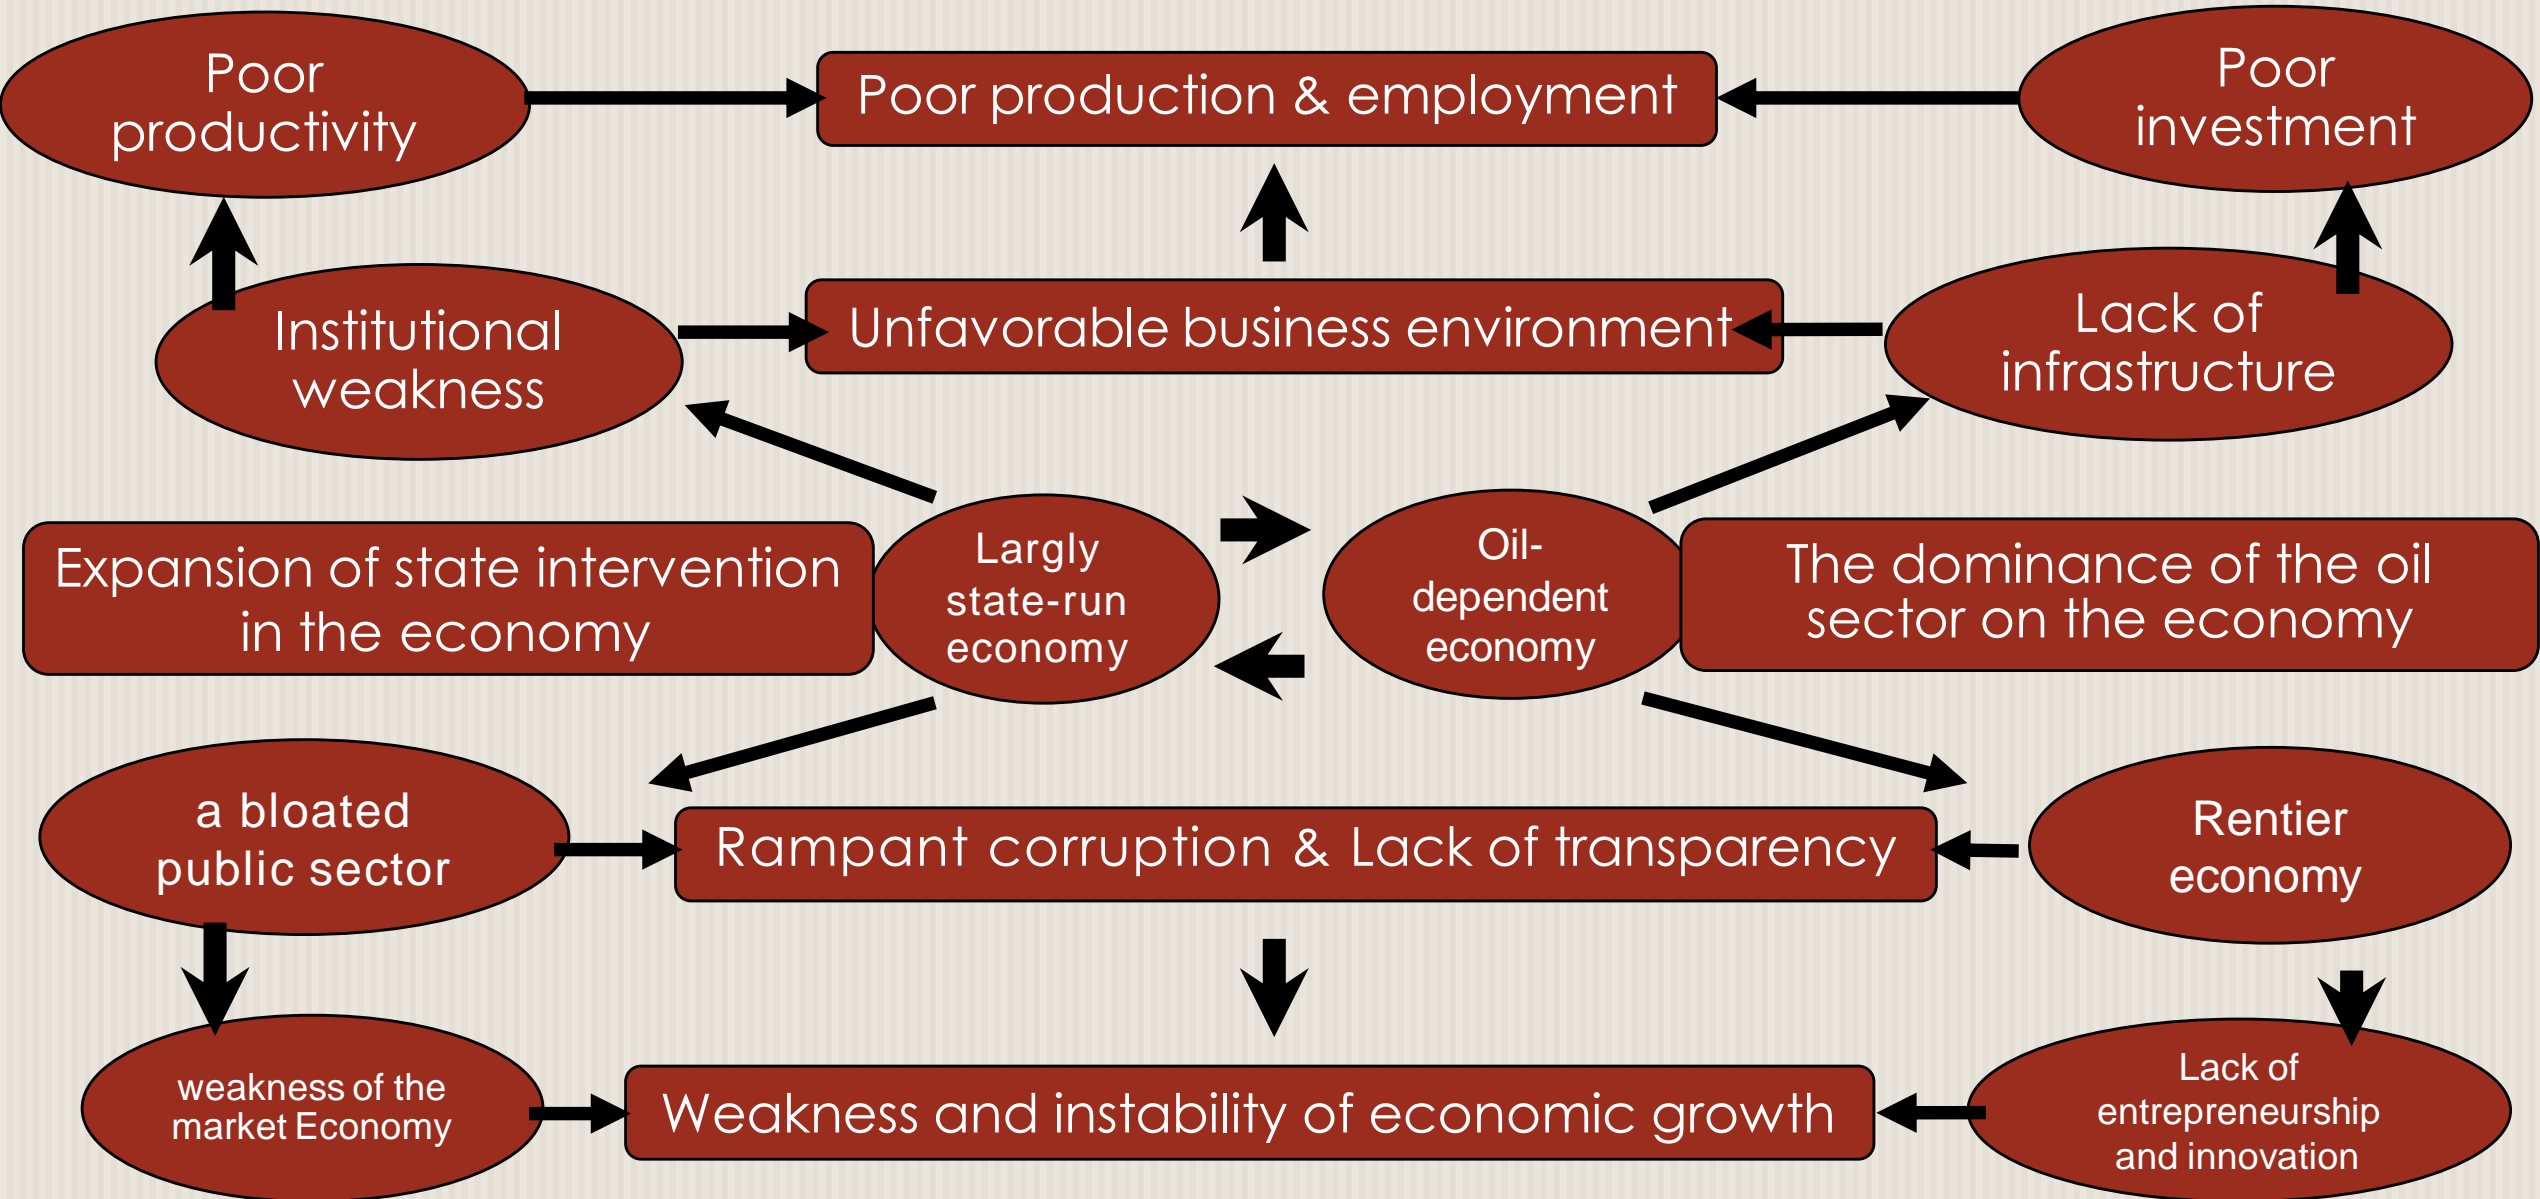 Poor
productivity
Poor production & employment
Poor
investment
Institutional
weakness
Unfavorable business environment
Lack of
infrastructure
Expansion of state intervention
in the economy
Largly
state-run
economy
Oil-
dependent
economy
The dominance of the oil
sector on the economy
a bloated
public sector
Rampant corruption & Lack of transparency
Rentier
economy
weakness of the
market Economy
Weakness and instability of economic growth
Lack of
entrepreneurship
and innovation